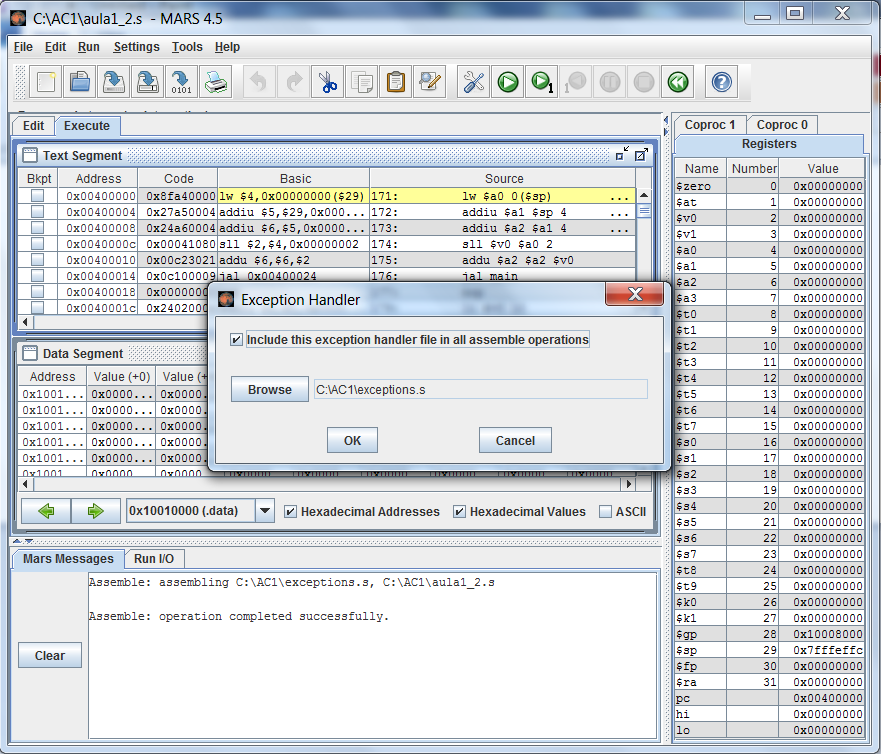 C:\AC1\aula1_2.s - MARS 4.5
File Edit Run Settings Tools Help
Edit Execute
Text Segment
Bkpt Address Code Basic Source
0x00400000 0x8fa40000 lw $4,0x00000000($29) 171: lw $a0 0($sp) ...
0x00400004 0x27a50004 addiu $5,$29,0x000... 172: addiu $a1 $sp 4 ...
0x00400008 0x24a60004 addiu $6,$5,0x0000... 173: addiu $a2 $a1 4 ...
0x0040000c 0x00041080 sll $2,$4,0x00000002 174: sll $v0 $a0 2
0x00400010 0x00c23021 addu $6,$6,$2 175: addu $a2 $a2 $v0
0x00400014 0x0c100009 jal 0x00400024 176: jal main
0x00400018 0x0000000
0x0040001c 0x2402000
Exception Handler
Include this exception handler file in all assemble operations
Browse C:\AC1\exceptions.s
OK Cancel
Data Segment
Address Value (+0) Value (+
0x1001... 0x0000... 0x0000.
0x1001... 0x0000... 0x0000.
0x1001... 0x0000... 0x0000.
0x1001... 0x0000... 0x0000.
0x1001... 0x0000... 0x0000.
0x10010000 (.data) Hexadecimal Addresses Hexadecimal Values ASCII
Mars Messages Run I/O
Assemble: assembling C:\AC1\exceptions.s, C:\AC1\aula1_2.s
Assemble: operation completed successfully.
Clear
Coproc 1 Coproc 0
Registers
Name Number Value
$zero 0 0x00000000
$at 1 0x00000000
$v0 2 0x00000000
$v1 3 0x00000000
$a0 4 0x00000000
$a1 5 0x00000000
$a2 6 0x00000000
$a3 7 0x00000000
$t0 8 0x00000000
$t1 9 0x00000000
$t2 10 0x00000000
$t3 11 0x00000000
$t4 12 0x00000000
$t5 13 0x00000000
$t6 14 0x00000000
$t7 15 0x00000000
$s0 16 0x00000000
$s1 17 0x00000000
$s2 18 0x00000000
$s3 19 0x00000000
$s4 20 0x00000000
$s5 21 0x00000000
$s6 22 0x00000000
$s7 23 0x00000000
$t8 24 0x00000000
$t9 25 0x00000000
$k0 26 0x00000000
$k1 27 0x00000000
$gp 28 0x10008000
$sp 29 0x7fffeffc
$fp 30 0x00000000
$ra 31 0x00000000
pc 0x00400000
hi 0x00000000
lo 0x00000000